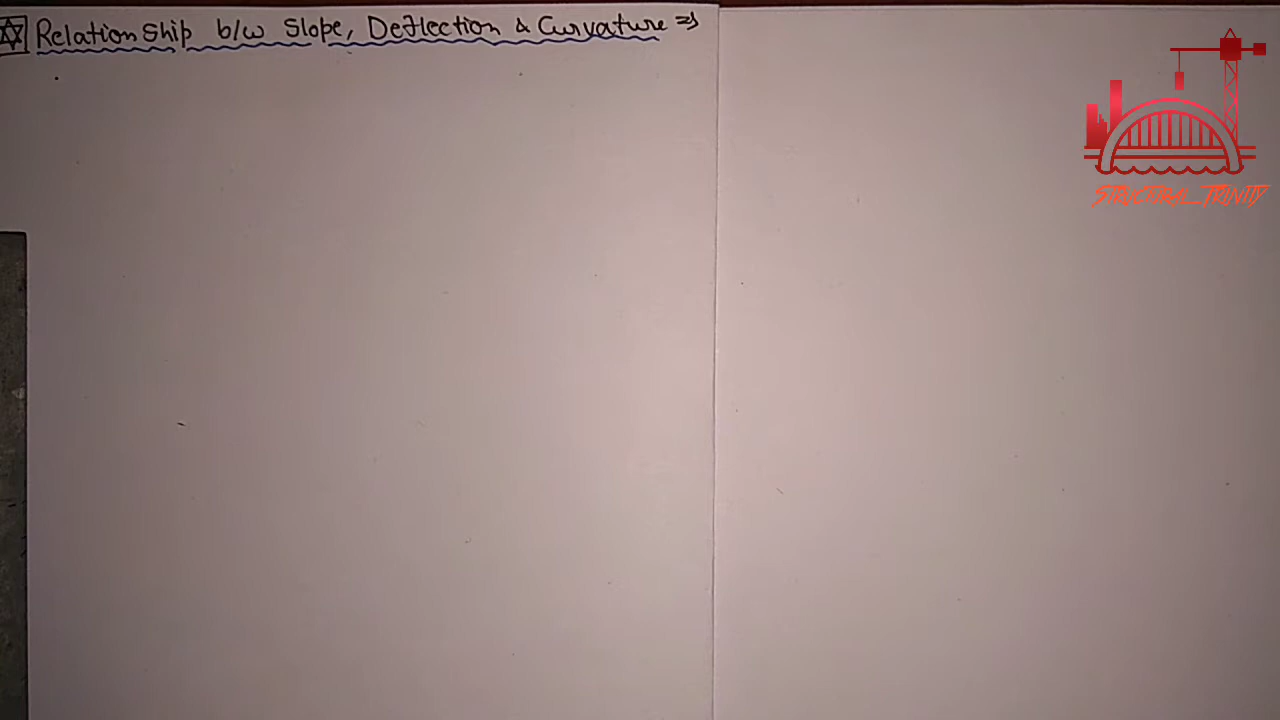 Relationship b/w Slope, Deflection & Curvature ⇒
STRUCTURAL_TRINITY